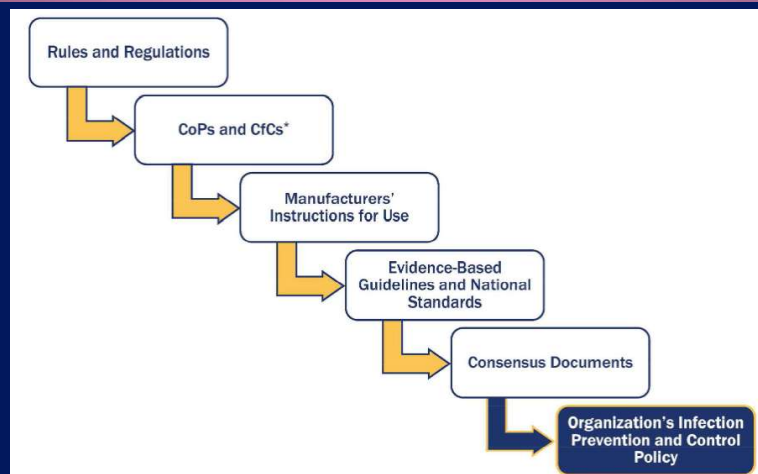 Rules and Regulations
CoPs and CfCs*
Manufacturers'
Instructions for Use
Evidence-Based
Guidelines and National
Standards
Consensus Documents
Organization's Infection
Prevention and Control
Policy